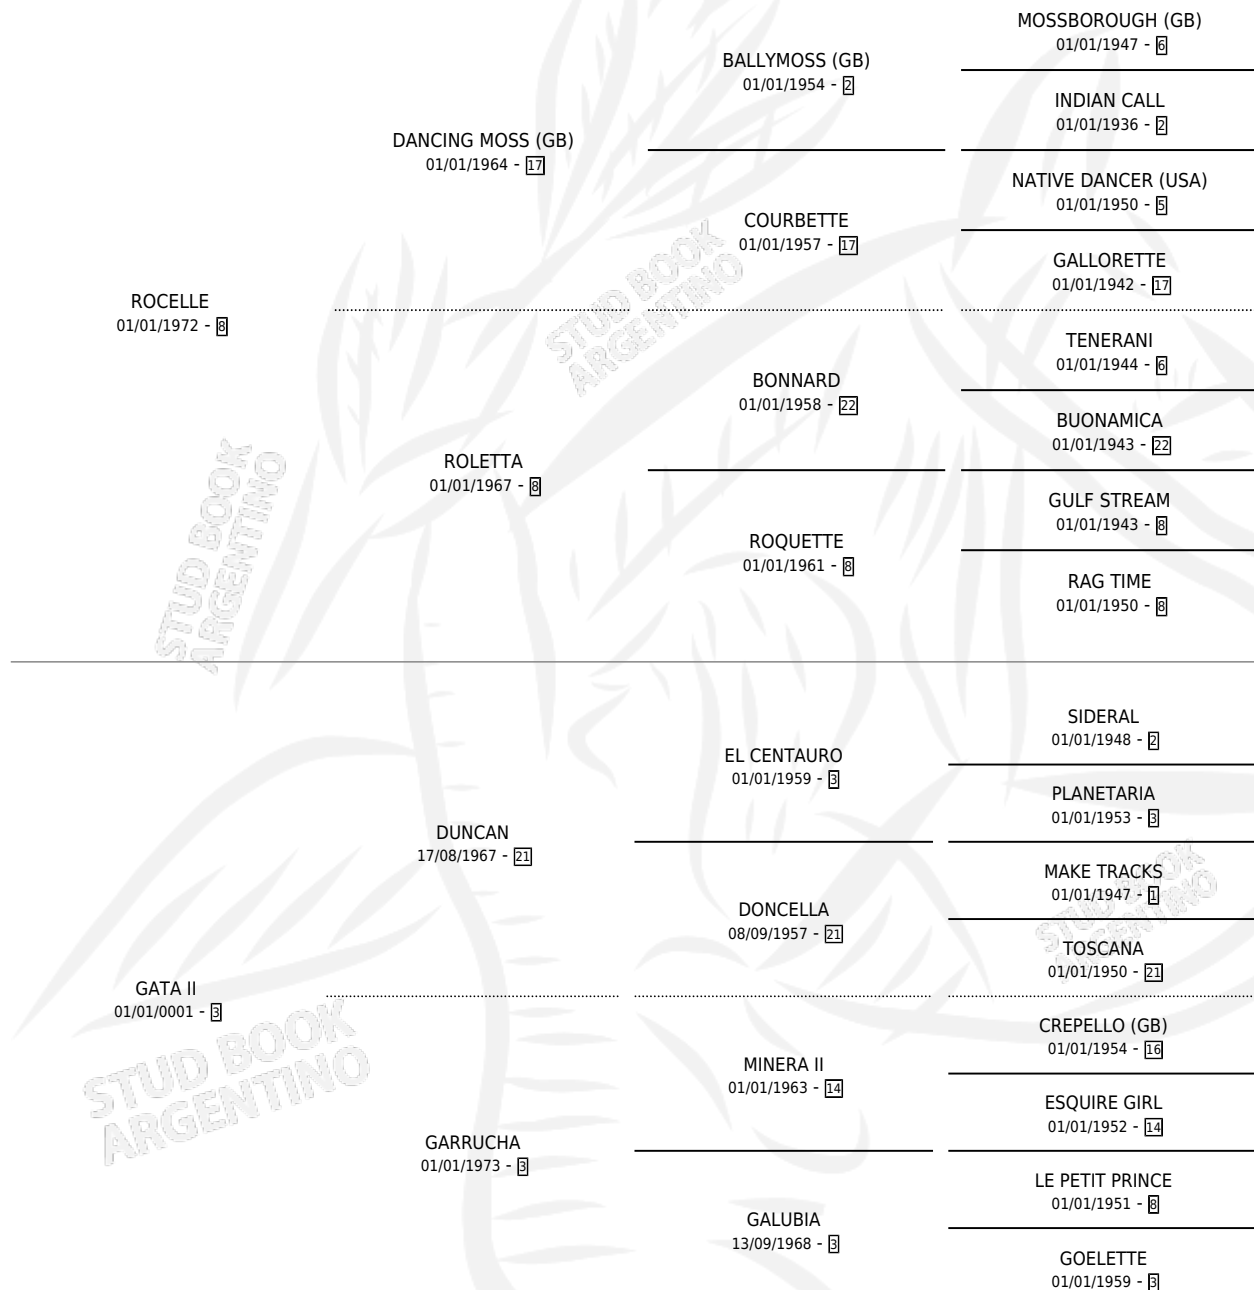 MOSSBOROUGH (GB)
01/01/1947 - 6
BALLYMOSS (GB)
01/01/1954 - 2
INDIAN CALL
01/01/1936 - 2
DANCING MOSS (GB)
01/01/1964 - 17
NATIVE DANCER (USA)
01/01/1950 - 5
COURBETTE
01/01/1957 - 17
GALLORETTE
01/01/1942 - 17
ROCELLE
01/01/1972 - 8
TENERANI
01/01/1944 - 6
BONNARD
01/01/1958 - 22
BUONAMICA
01/01/1943 - 22
ROLETTA
01/01/1967 - 8
GULF STREAM
01/01/1943 - 8
ROQUETTE
01/01/1961 - 8
RAG TIME
01/01/1950 - 8
SIDERAL
01/01/1948 - 2
EL CENTAURO
01/01/1959 - 3
PLANETARIA
01/01/1953 - 3
DUNCAN
17/08/1967 - 21
MAKE TRACKS
01/01/1947 - 1
DONCELLA
08/09/1957 - 21
TOSCANA
01/01/1950 - 21
GATA II
01/01/0001 - 3
CREPELLO (GB)
01/01/1954 - 16
MINERA II
01/01/1963 - 14
ESQUIRE GIRL
01/01/1952 - 14
GARRUCHA
01/01/1973 - 3
LE PETIT PRINCE
01/01/1951 - 8
GALUBIA
13/09/1968 - 3
GOELETTE
01/01/1959 - 3
STUD BOOK
ARGENTINO
STUD BOOK
ARGENTINO
STUD BOOK
ARGENTINO
STUD BOOK
ARGENTINO